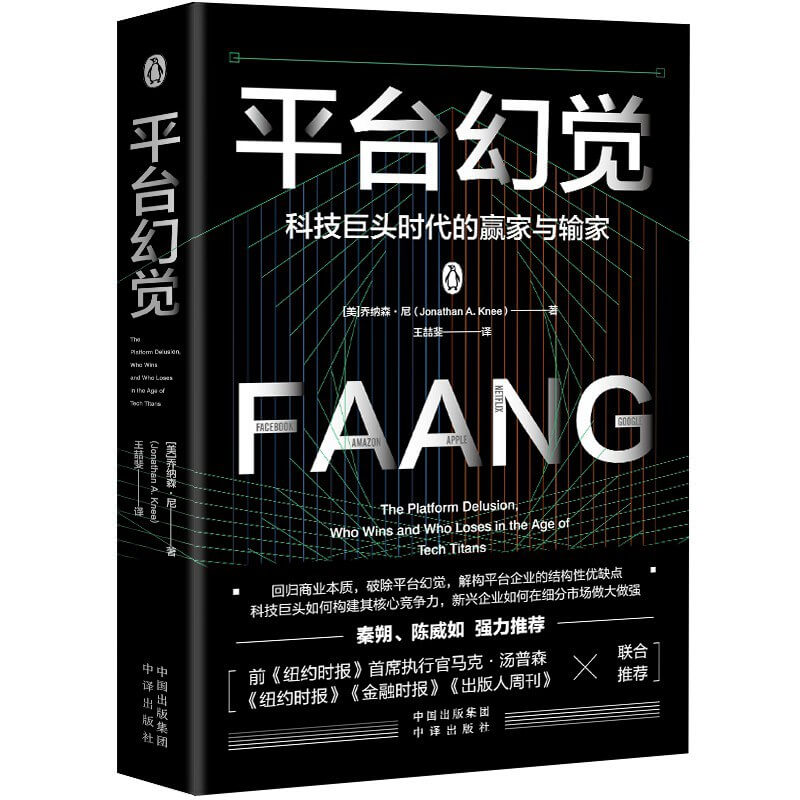 平台幻觉
科技巨头时代的赢家与输家
[美]乔纳森·尼（Jonathan A. Knee）——著
王喆斐——译
FAANG
FACEBOOK
AMAZON
APPLE
NETFLIX
GOOGLE
The Platform Delusion,
Who Wins and Who Loses in the Age of
Tech Titans
回归商业本质，破除平台幻觉，解构平台企业的结构性优缺点
科技巨头如何构建其核心竞争力，新兴企业如何在细分市场做大做强
秦朔、陈威如 强力推荐
前《纽约时报》首席执行官马克·汤普森
《纽约时报》《金融时报》《出版人周刊》
×
联合
推荐
中国出版集团
中译出版社
平台幻觉
The
Platform Delusion,
Who Wins
and Who Loses
in the Age of
Tech Titans
[美]乔纳森·尼——著
(Jonathan A. Knee)
王喆斐——译
中国出版集团
中译出版社